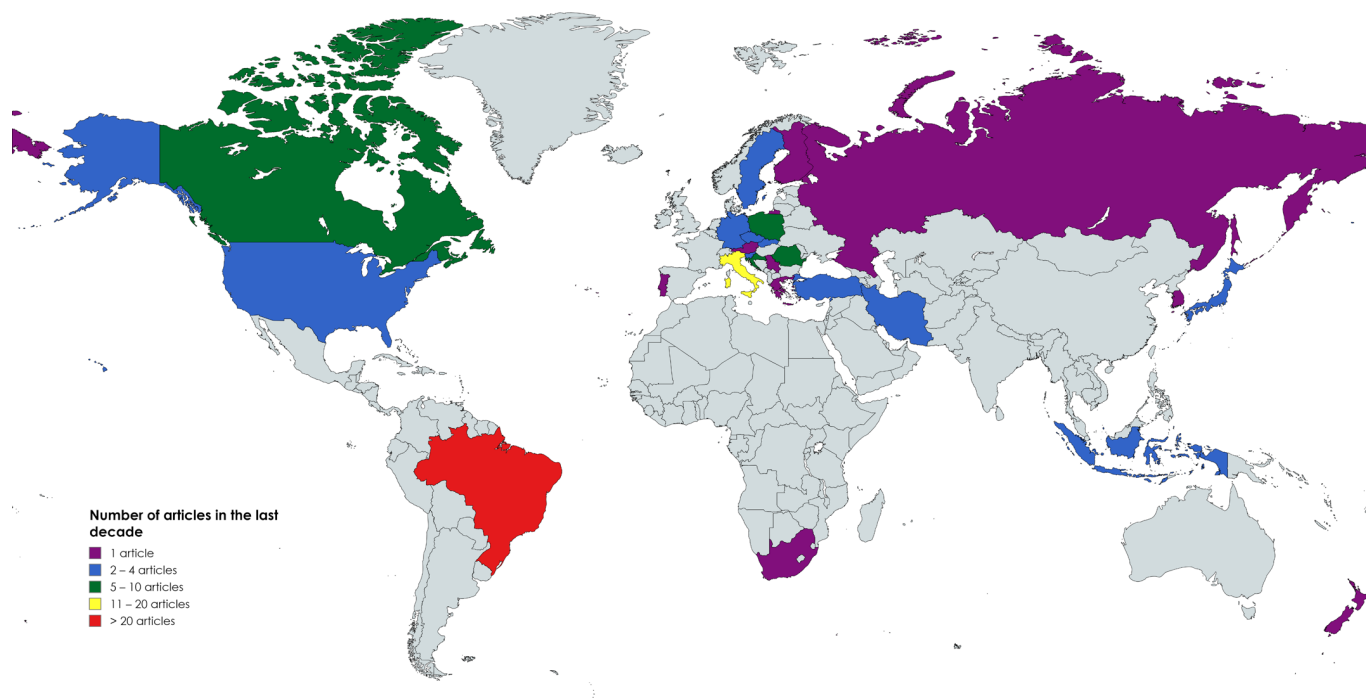 Number of articles in the last
decade
1 article
2 – 4 articles
5 – 10 articles
11 – 20 articles
> 20 articles